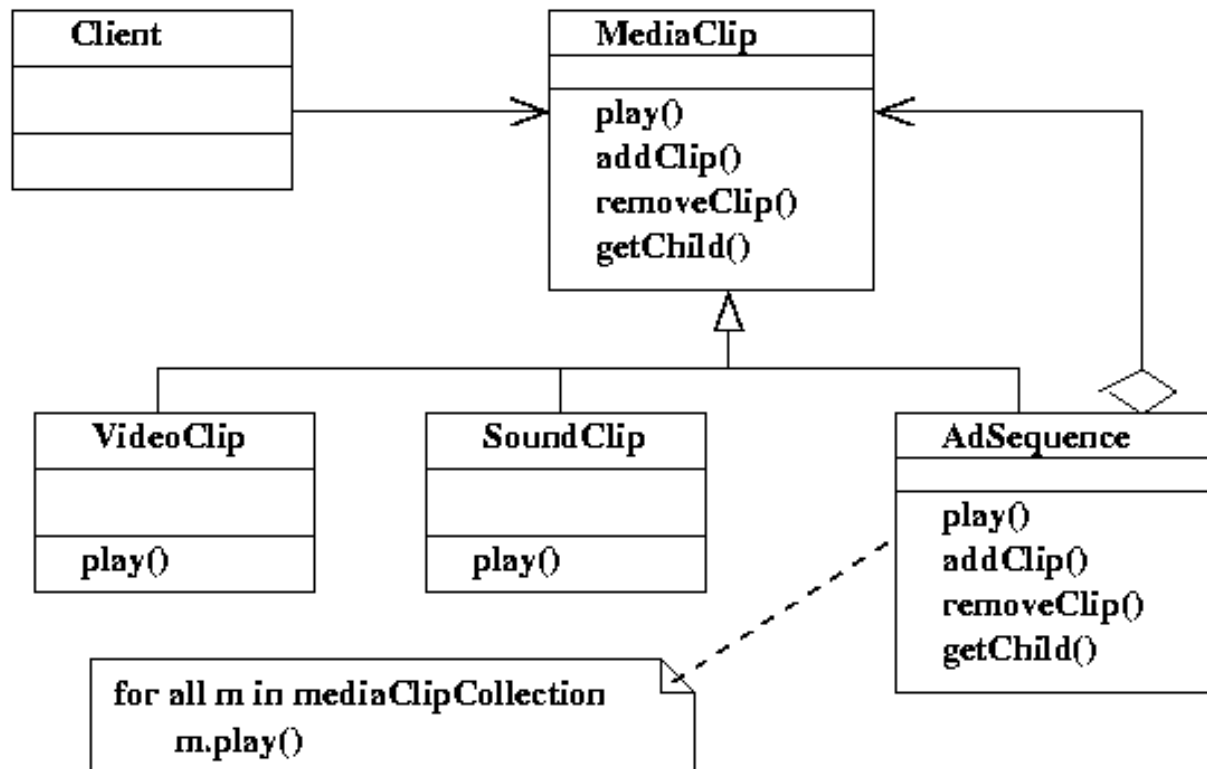 Client
MediaClip
play()
addClip()
removeClip()
getChild()
VideoClip
play()
SoundClip
play()
AdSequence
play()
addClip()
removeClip()
getChild()
for all m in mediaClipCollection
m.play()